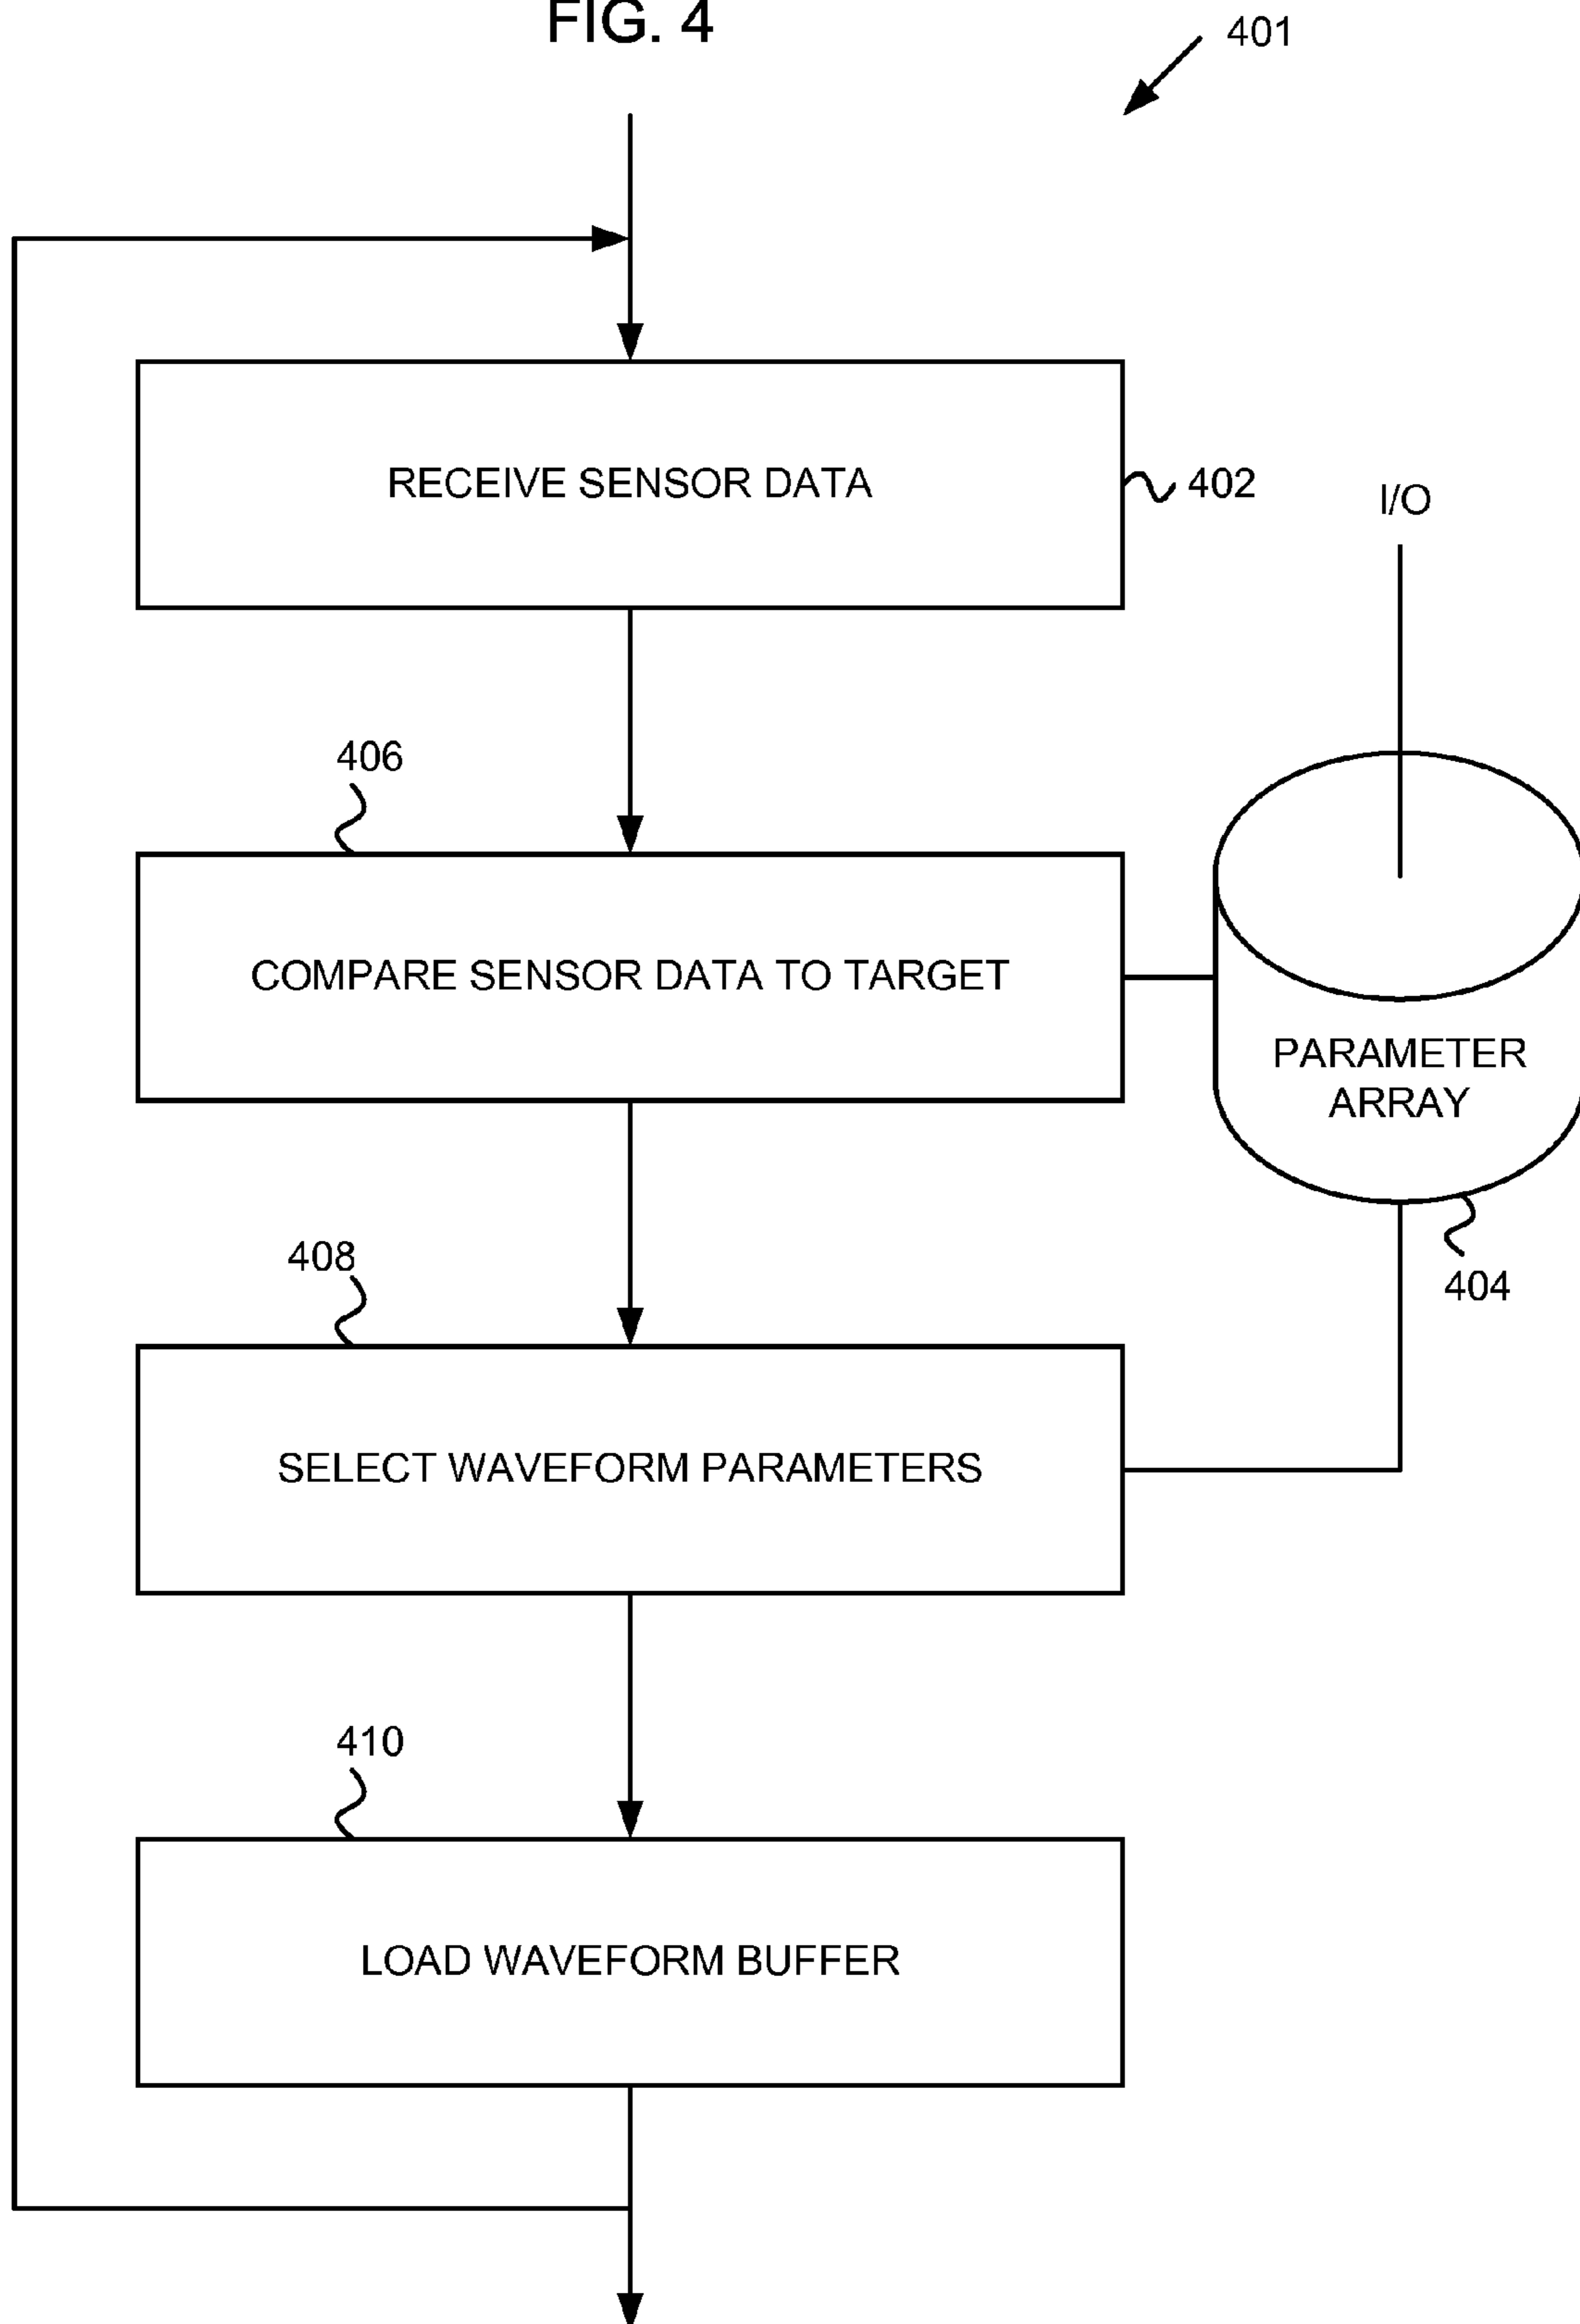 FIG. 4
401
RECEIVE SENSOR DATA
402
I/O
406
COMPARE SENSOR DATA TO TARGET
PARAMETER
ARRAY
408
404
SELECT WAVEFORM PARAMETERS
410
LOAD WAVEFORM BUFFER